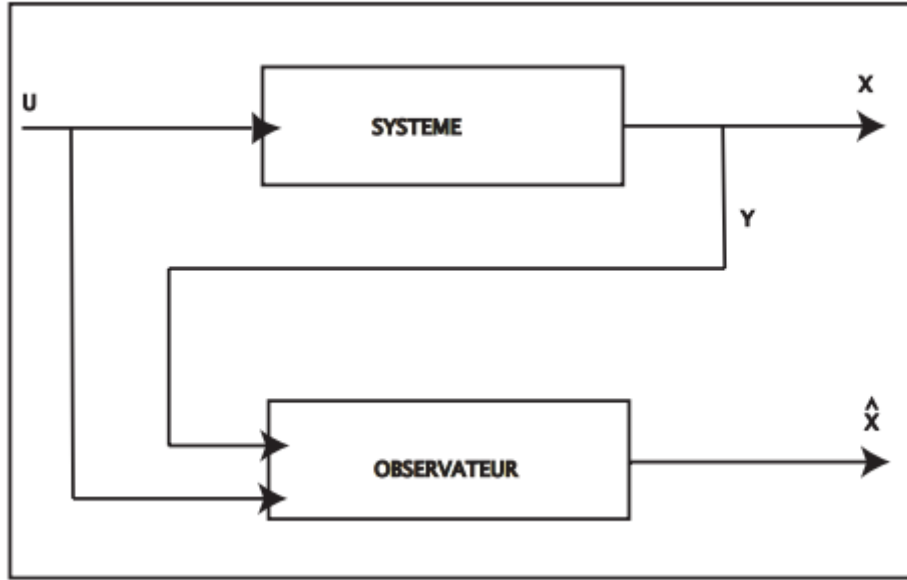 U
SYSTEME
X
Y
OBSERVATEUR
X̂